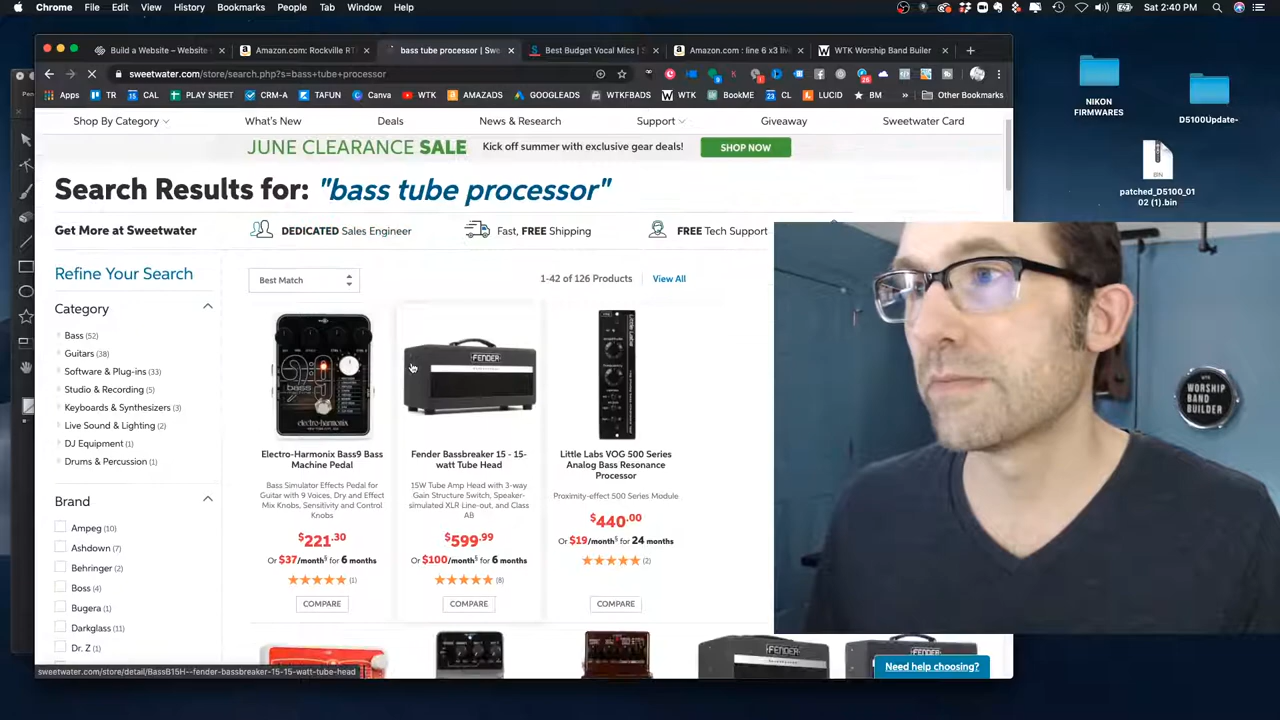 Chrome File Edit View History Bookmarks People Tab Window Help Sat 2:40 PM
Build a Website – Website Amazon.com: Rockville RT bass tube processor | Swe Best Budget Vocal Mics | S Amazon.com : line 6 x3 live WTK Worship Band Builer
sweetwater.com/store/search.php?s=bass+tube+processor
Apps TR CAL PLAY SHEET CRM-A TAFUN Canva WTK AMAZADS GOOGLEADS WTKFBADS WTK BookME CL LUCID BM Other Bookmarks
Shop By Category What's New Deals News & Research Support Giveaway Sweetwater Card
JUNE CLEARANCE SALE Kick off summer with exclusive gear deals! SHOP NOW
Search Results for: "bass tube processor"
Get More at Sweetwater DEDICATED Sales Engineer Fast, FREE Shipping FREE Tech Support
Refine Your Search
Best Match 1-42 of 126 Products View All
Category
Bass (52)
Guitars (38)
Software & Plug-ins (33)
Studio & Recording (5)
Keyboards & Synthesizers (3)
Live Sound & Lighting (2)
DJ Equipment (1)
Drums & Percussion (1)
Brand
Ampeg (10)
Ashdown (7)
Behringer (2)
Boss (4)
Bugera (1)
Darkglass (11)
Dr. Z (1)
bass9
electro-harmonix
Electro-Harmonix Bass9 Bass
Machine Pedal
Bass Simulator Effects Pedal for
Guitar with 9 Voices, Dry and Effect
Mix Knobs, Sensitivity and Control
Knobs
$221.30
Or $37/month§ for 6 months
(1)
COMPARE
Fender
Fender Bassbreaker 15 - 15-
watt Tube Head
15W Tube Amp Head with 3-way
Gain Structure Switch, Speaker-
simulated XLR Line-out, and Class
AB
$599.99
Or $100/month§ for 6 months
(8)
COMPARE
Little Labs VOG 500 Series
Analog Bass Resonance
Processor
Proximity-effect 500 Series Module
$440.00
Or $19/month§ for 24 months
(2)
COMPARE
Need help choosing?
sweetwater.com/store/detail/BassB15H--fender-bassbreaker-15-15-watt-tube-head
NIKON
FIRMWARES
D5100Update-
BIN
patched_D5100_01
02 (1).bin
WTK
WORSHIP
BAND
BUILDER